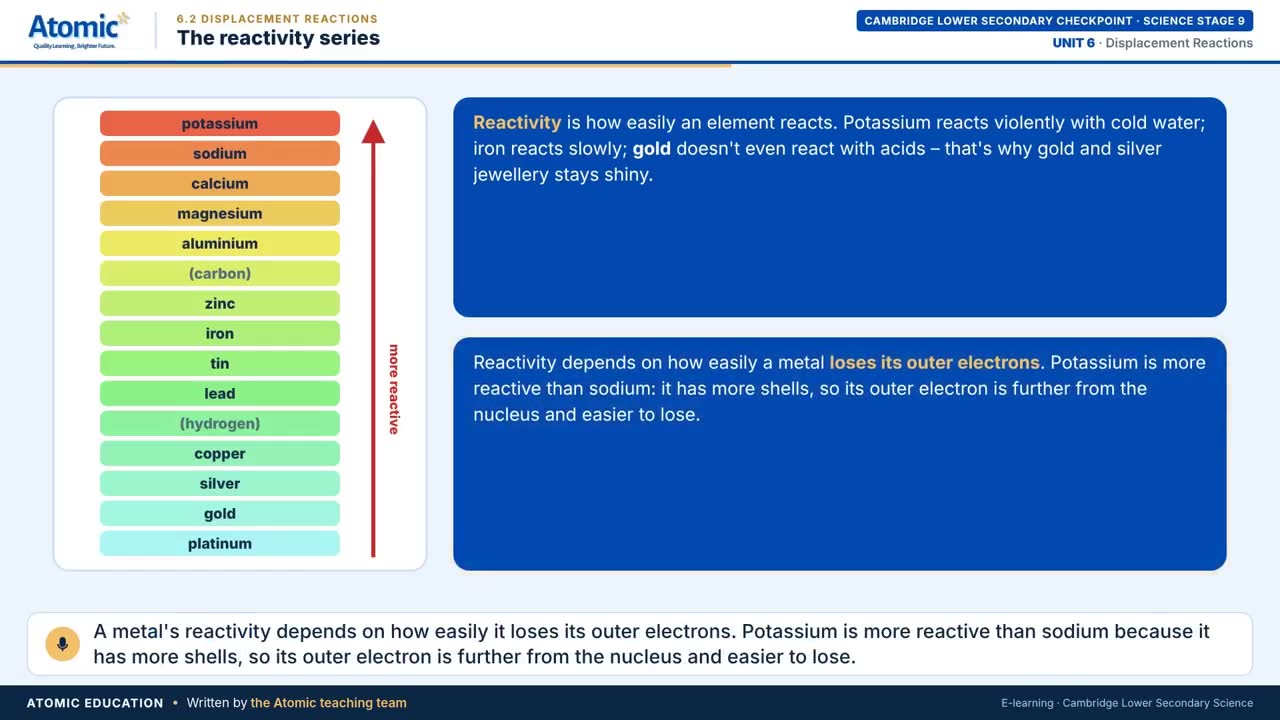 Atomic
Quality Learning, Brighter Future.
6.2 DISPLACEMENT REACTIONS
The reactivity series
CAMBRIDGE LOWER SECONDARY CHECKPOINT · SCIENCE STAGE 9
UNIT 6 · Displacement Reactions
potassium
sodium
calcium
magnesium
aluminium
(carbon)
zinc
iron
tin
lead
(hydrogen)
copper
silver
gold
platinum
more reactive
Reactivity is how easily an element reacts. Potassium reacts violently with cold water;
iron reacts slowly; gold doesn't even react with acids – that's why gold and silver
jewellery stays shiny.
Reactivity depends on how easily a metal loses its outer electrons. Potassium is more
reactive than sodium: it has more shells, so its outer electron is further from the
nucleus and easier to lose.
A metal's reactivity depends on how easily it loses its outer electrons. Potassium is more reactive than sodium because it
has more shells, so its outer electron is further from the nucleus and easier to lose.
ATOMIC EDUCATION • Written by the Atomic teaching team
E-learning · Cambridge Lower Secondary Science